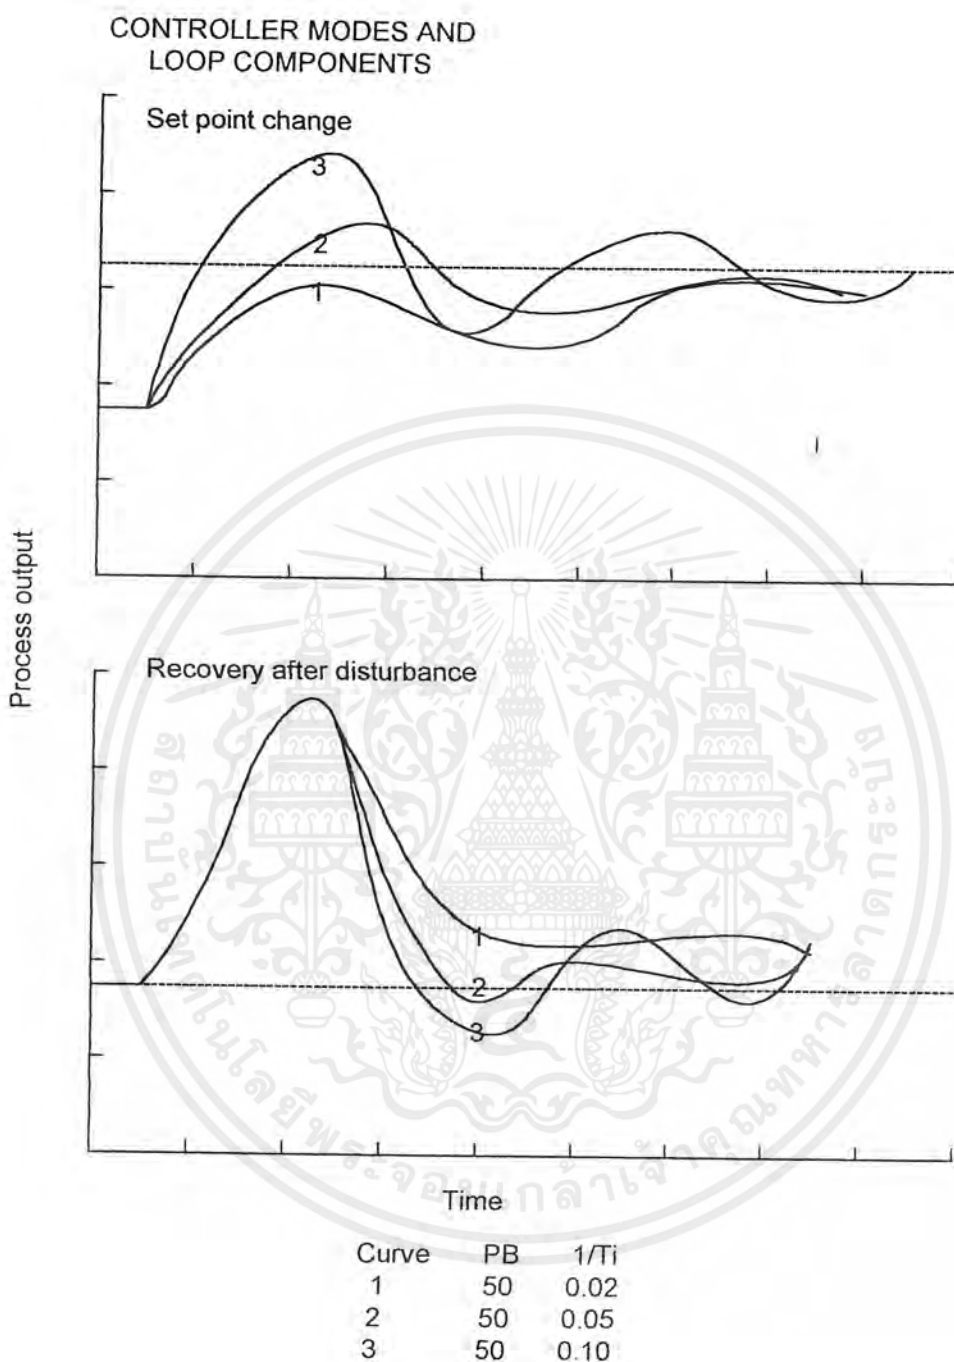 CONTROLLER MODES AND
LOOP COMPONENTS
Set point change
3
2
1
Process output
Recovery after disturbance
1
2
3
Time
Curve PB 1/Ti
1 50 0.02
2 50 0.05
3 50 0.10